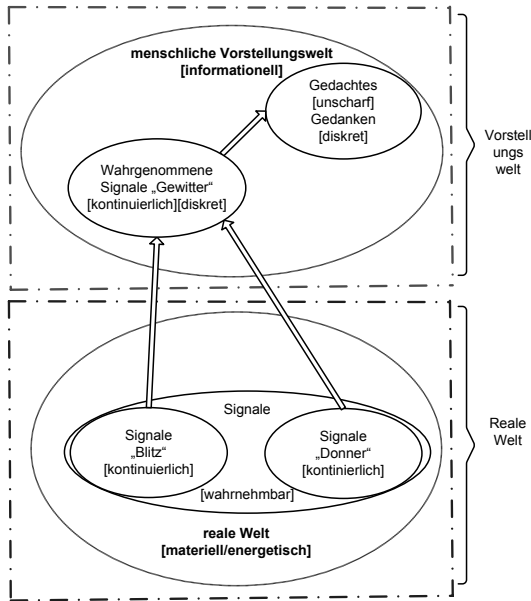 menschliche Vorstellungswelt
[informationell]
Gedachtes
[unscharf]
Gedanken
[diskret]
Wahrgenommene
Signale „Gewitter“
[kontinuierlich][diskret]
Vorstell
ungs
welt
Signale
Signale
„Blitz“
[kontinuierlich]
Signale
„Donner“
[kontinierlich]
[wahrnehmbar]
reale Welt
[materiell/energetisch]
Reale
Welt